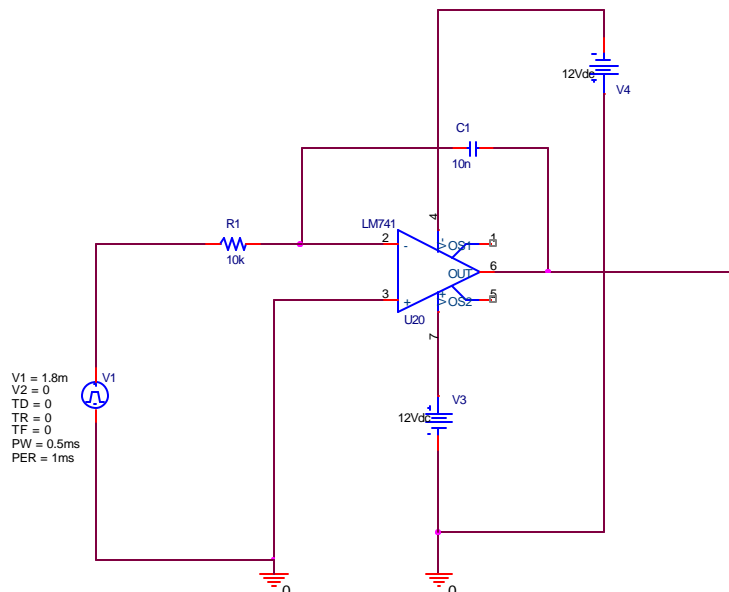 12Vdc
V4
C1
10n
R1
10k
LM741
4
V-
OS1
1
2
-
OUT
6
3
+
V+
OS2
5
U20
7
V1 = 1.8m
V2 = 0
TD = 0
TR = 0
TF = 0
PW = 0.5ms
PER = 1ms
V1
V3
12Vdc
0
0